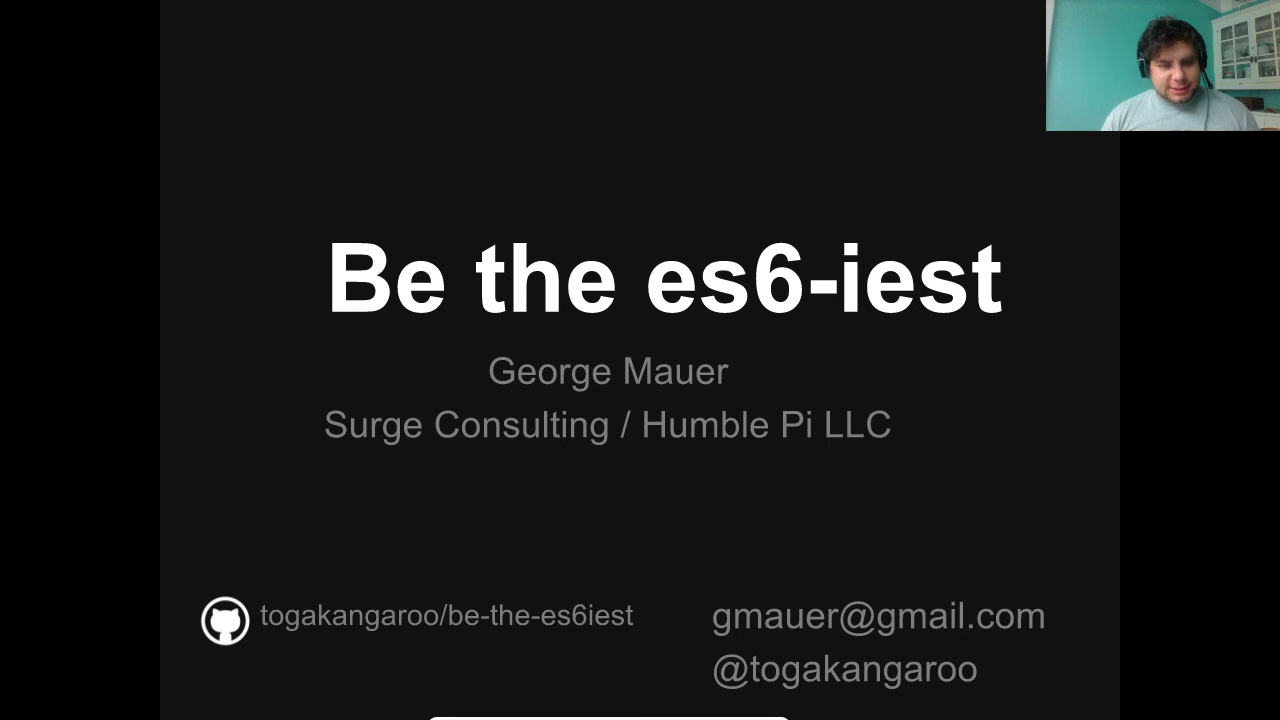 Be the es6-iest
George Mauer
Surge Consulting / Humble Pi LLC
togakangaroo/be-the-es6iest
gmauer@gmail.com
@togakangaroo